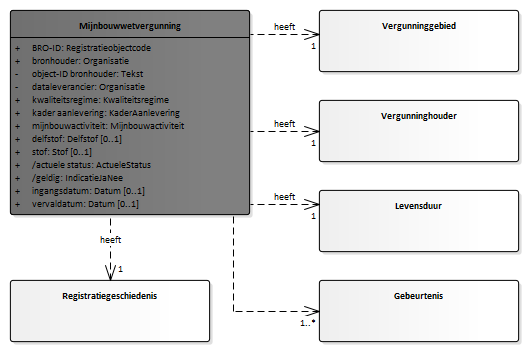 Mijnbouwwetvergunning
+ BRO-ID: Registratieobjectcode
+ bronhouder: Organisatie
- object-ID bronhouder: Tekst
- dataleverancier: Organisatie
+ kwaliteitsregime: Kwaliteitsregime
+ kader aanlevering: KaderAanlevering
+ mijnbouwactiviteit: Mijnbouwactiviteit
+ delfstof: Delfstof [0..1]
+ stof: Stof [0..1]
+ /actuele status: ActueleStatus
+ /geldig: IndicatieJaNee
+ ingangsdatum: Datum [0..1]
+ vervaldatum: Datum [0..1]
heeft
1
Vergunninggebied
heeft
1
Vergunninghouder
heeft
1
Levensduur
heeft
1
Registratiegeschiedenis
1..*
Gebeurtenis